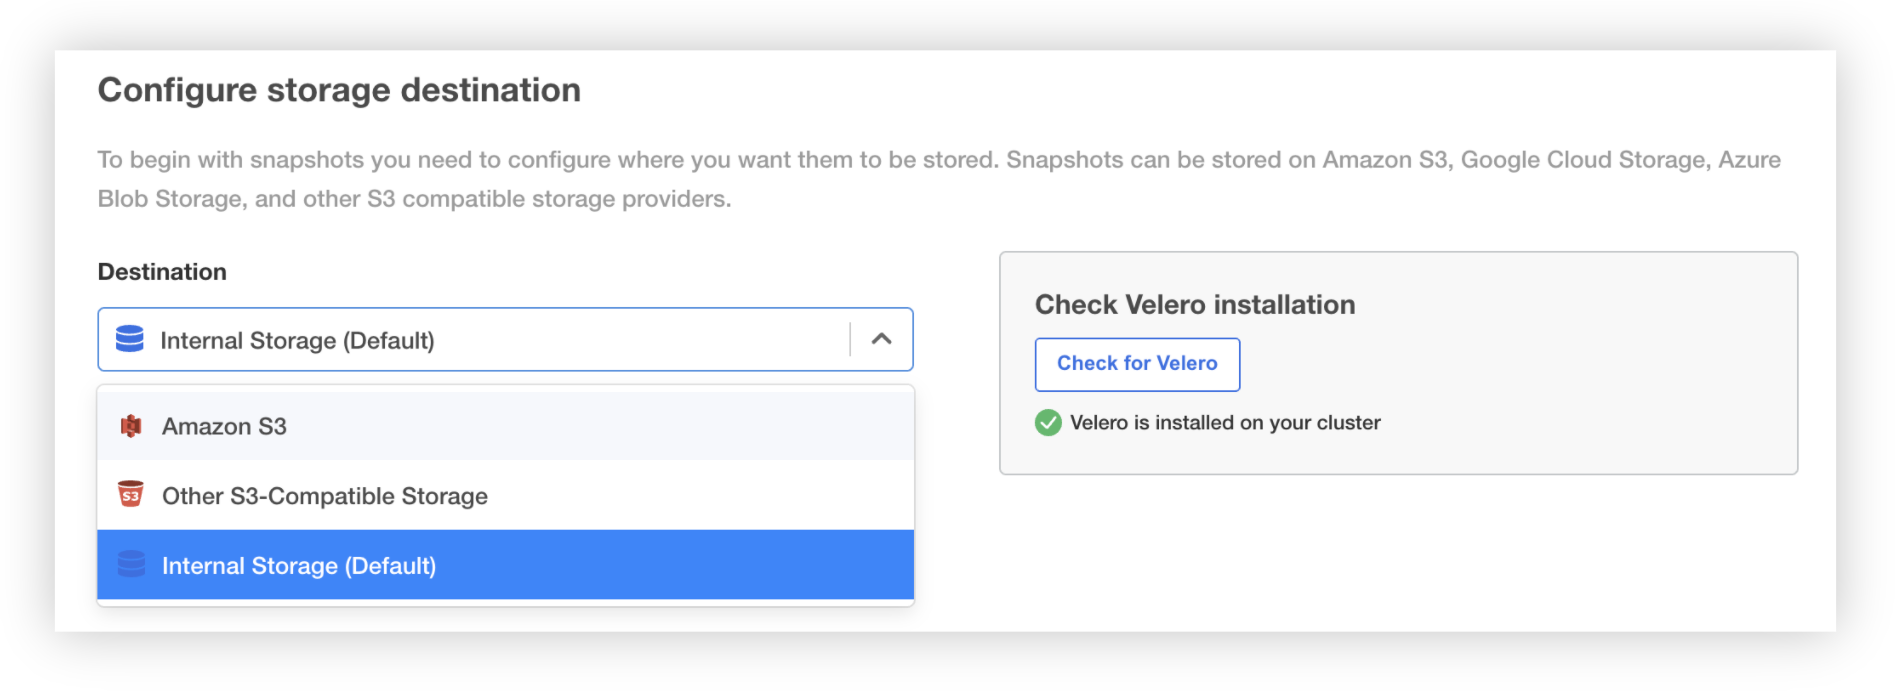 Configure storage destination
To begin with snapshots you need to configure where you want them to be stored. Snapshots can be stored on Amazon S3, Google Cloud Storage, Azure
Blob Storage, and other S3 compatible storage providers.
Destination
Internal Storage (Default)
Amazon S3
S3 Other S3-Compatible Storage
Internal Storage (Default)
Check Velero installation
Check for Velero
Velero is installed on your cluster